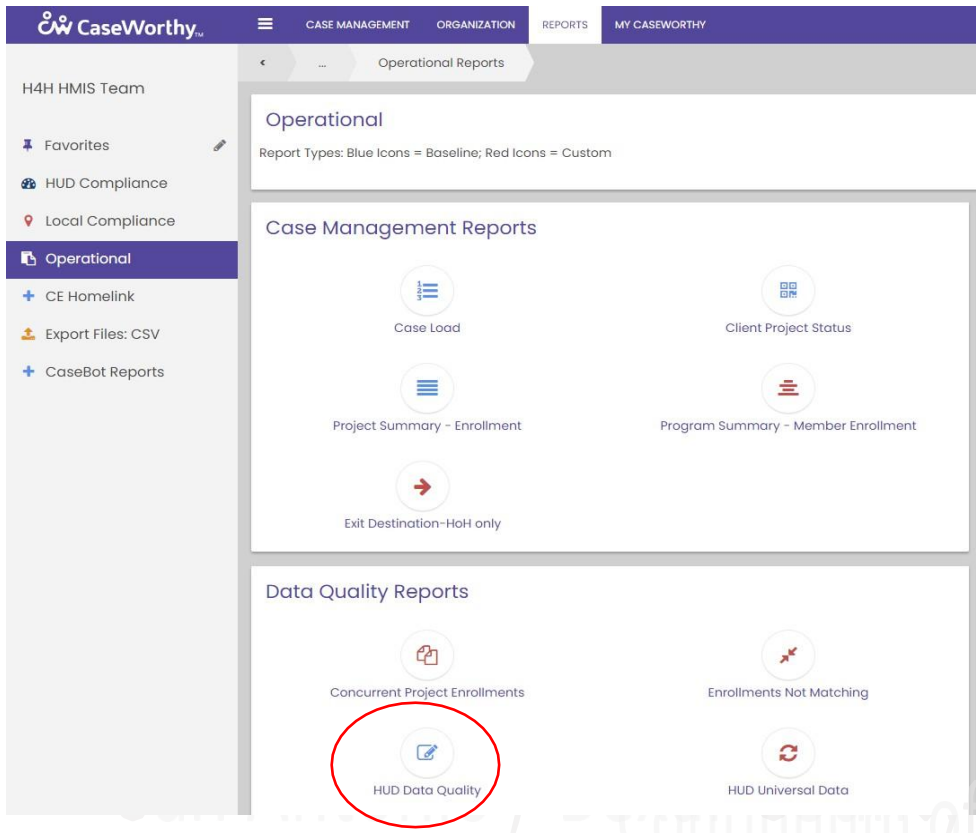 CaseWorthy™
CASE MANAGEMENT
ORGANIZATION
REPORTS
MY CASEWORTHY
H4H HMIS Team
Favorites
HUD Compliance
Local Compliance
Operational
CE Homelink
Export Files: CSV
CaseBot Reports
< ... Operational Reports
Operational
Report Types: Blue Icons = Baseline; Red Icons = Custom
Case Management Reports
Case Load
Client Project Status
Project Summary - Enrollment
Program Summary - Member Enrollment
Exit Destination-HoH only
Data Quality Reports
Concurrent Project Enrollments
Enrollments Not Matching
HUD Data Quality
HUD Universal Data